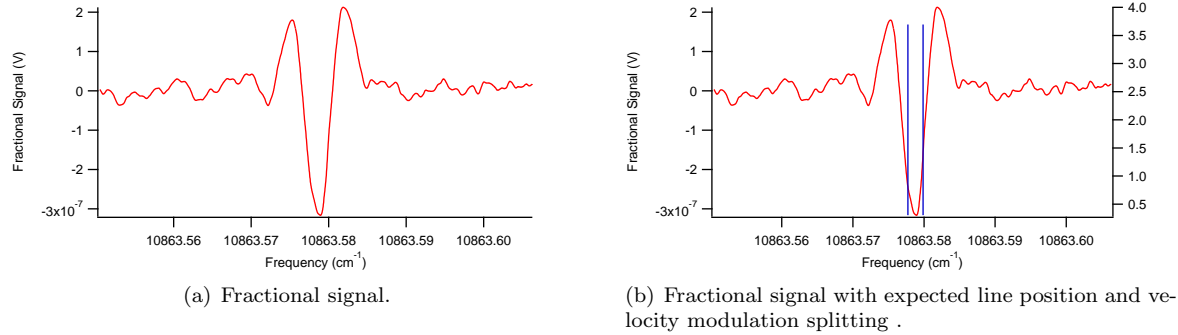 2
1
0
-1
-2
-3x10-7
Fractional Signal (V)
10863.56 10863.57 10863.58 10863.59 10863.60
Frequency (cm-1)
(a) Fractional signal.
2
1
0
-1
-2
-3x10-7
Fractional Signal (V)
4.0
3.5
3.0
2.5
2.0
1.5
1.0
0.5
10863.56 10863.57 10863.58 10863.59 10863.60
Frequency (cm-1)
(b) Fractional signal with expected line position and ve-
locity modulation splitting .